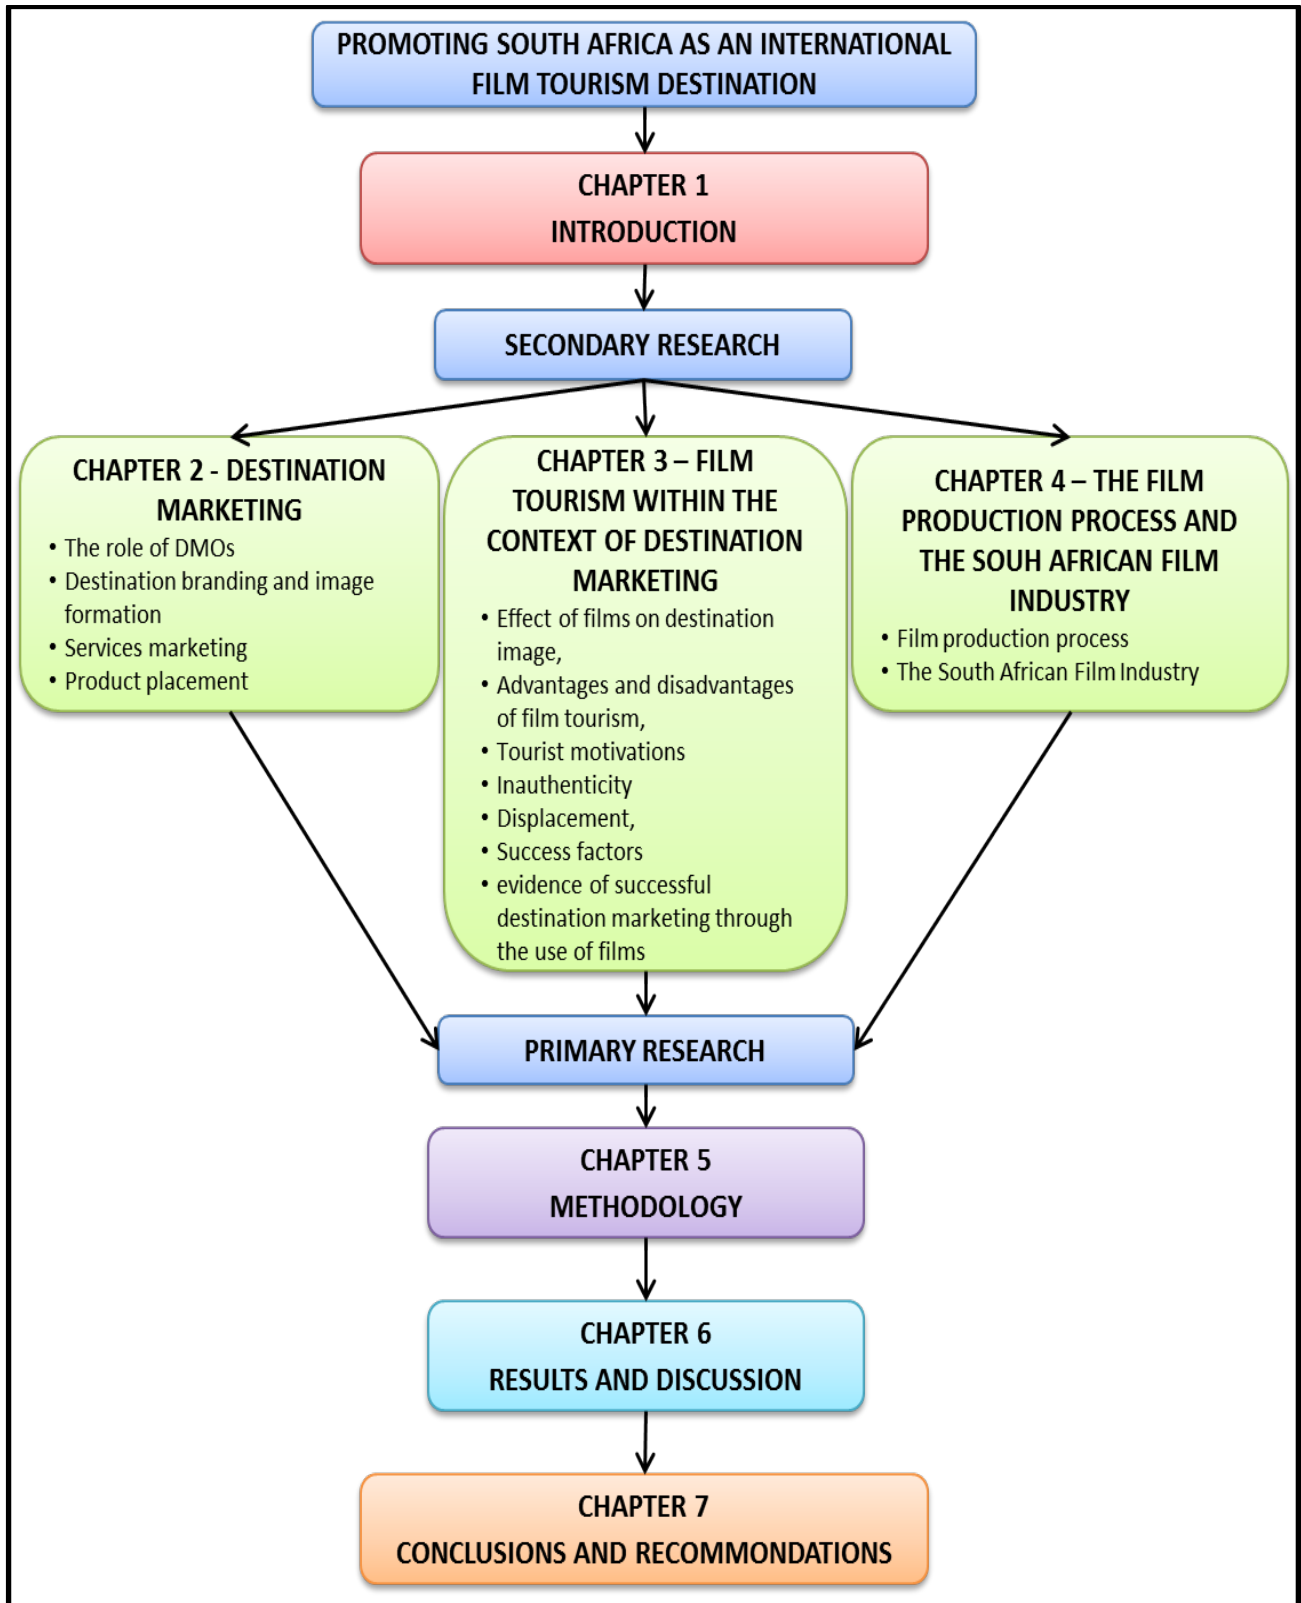 PROMOTING SOUTH AFRICA AS AN INTERNATIONAL
FILM TOURISM DESTINATION
CHAPTER 1
INTRODUCTION
SECONDARY RESEARCH
CHAPTER 2 - DESTINATION
MARKETING
• The role of DMOs
• Destination branding and image
formation
• Services marketing
• Product placement
CHAPTER 3 – FILM
TOURISM WITHIN THE
CONTEXT OF DESTINATION
MARKETING
• Effect of films on destination
image,
• Advantages and disadvantages
of film tourism,
• Tourist motivations
• Inauthenticity
• Displacement,
• Success factors
• evidence of successful
destination marketing through
the use of films
CHAPTER 4 – THE FILM
PRODUCTION PROCESS AND
THE SOUH AFRICAN FILM
INDUSTRY
• Film production process
• The South African Film Industry
PRIMARY RESEARCH
CHAPTER 5
METHODOLOGY
CHAPTER 6
RESULTS AND DISCUSSION
CHAPTER 7
CONCLUSIONS AND RECOMMONDATIONS